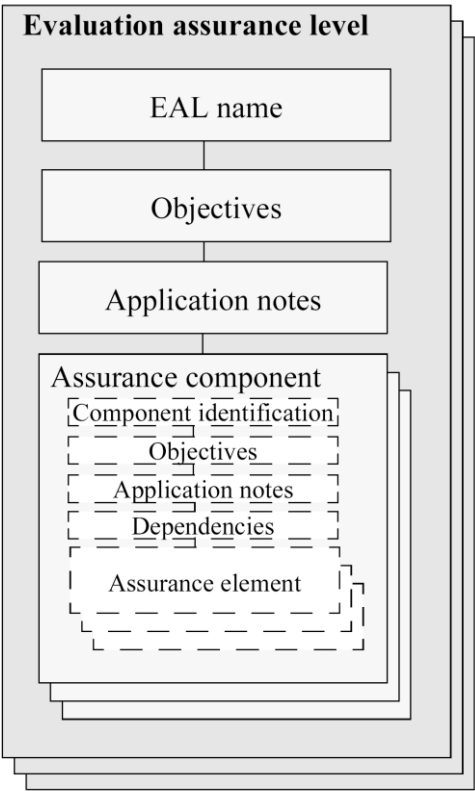 Evaluation assurance level
EAL name
Objectives
Application notes
Assurance component
Component identification
Objectives
Application notes
Dependencies
Assurance element